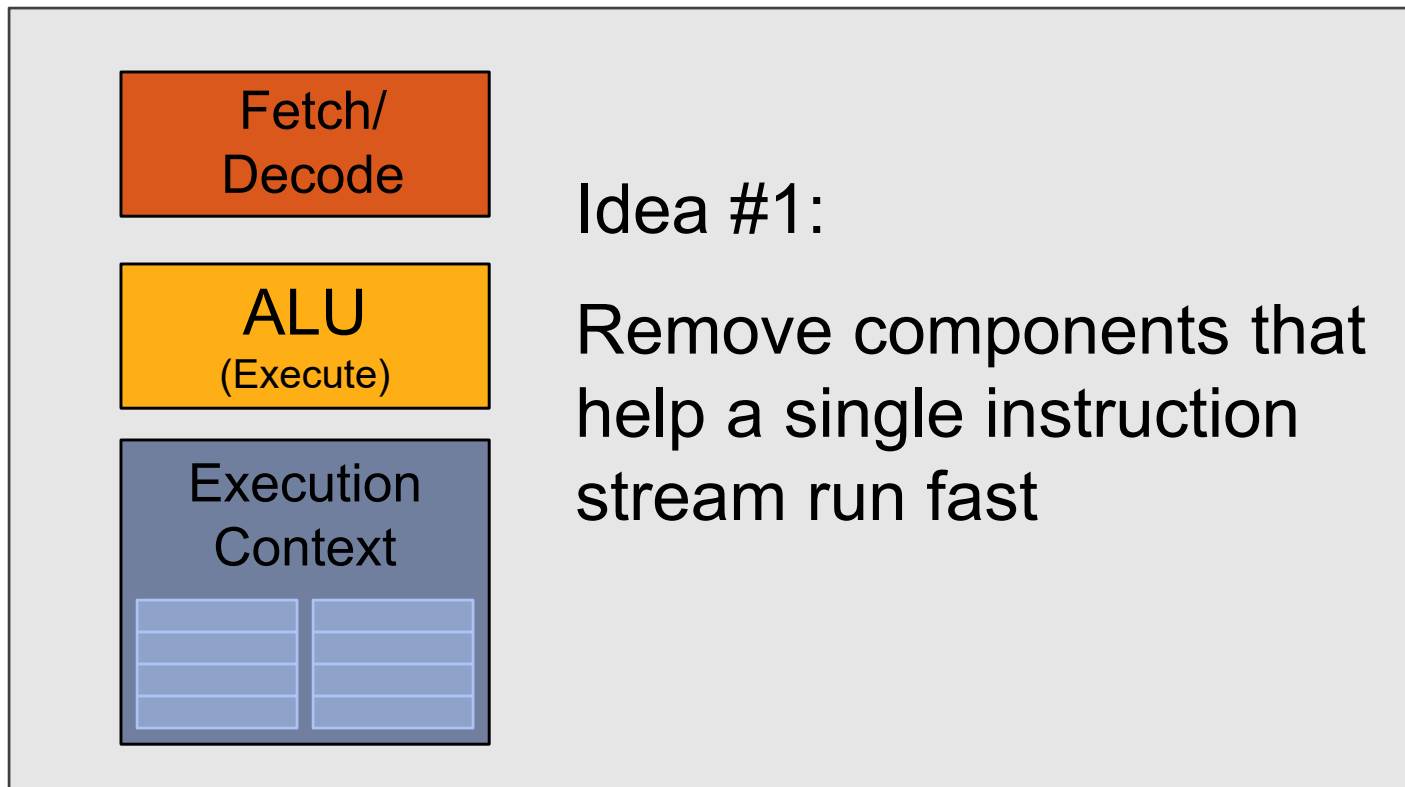 Fetch/
Decode
ALU
(Execute)
Execution
Context
Idea #1:
Remove components that
help a single instruction
stream run fast